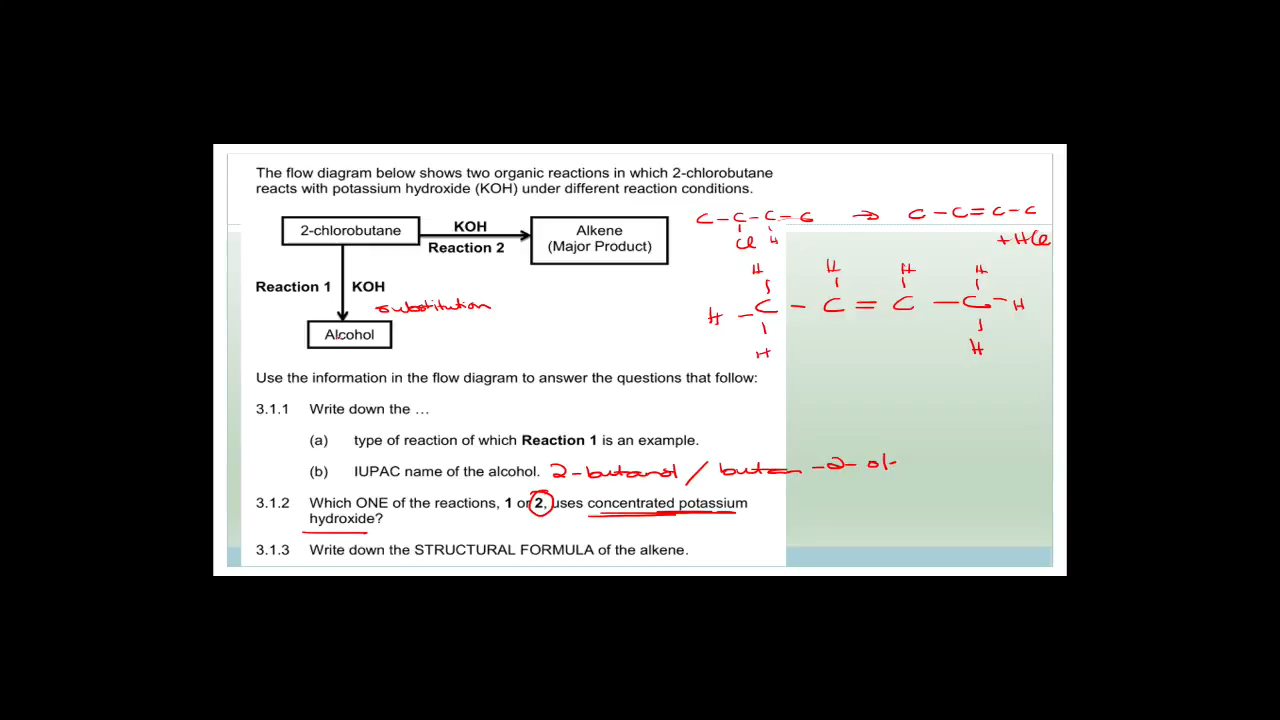 The flow diagram below shows two organic reactions in which 2-chlorobutane
reacts with potassium hydroxide (KOH) under different reaction conditions.
2-chlorobutane
KOH
Reaction 2
Alkene
(Major Product)
C - C - C - C → C - C = C - C
Cl H + HCl
Reaction 1
KOH
substitution
Alcohol
H H H H
H - C - C = C - C - H
H H
Use the information in the flow diagram to answer the questions that follow:
3.1.1 Write down the …
(a) type of reaction of which Reaction 1 is an example.
(b) IUPAC name of the alcohol. 2-butanol / butan-2-ol
3.1.2 Which ONE of the reactions, 1 or 2, uses concentrated potassium
hydroxide?
3.1.3 Write down the STRUCTURAL FORMULA of the alkene.